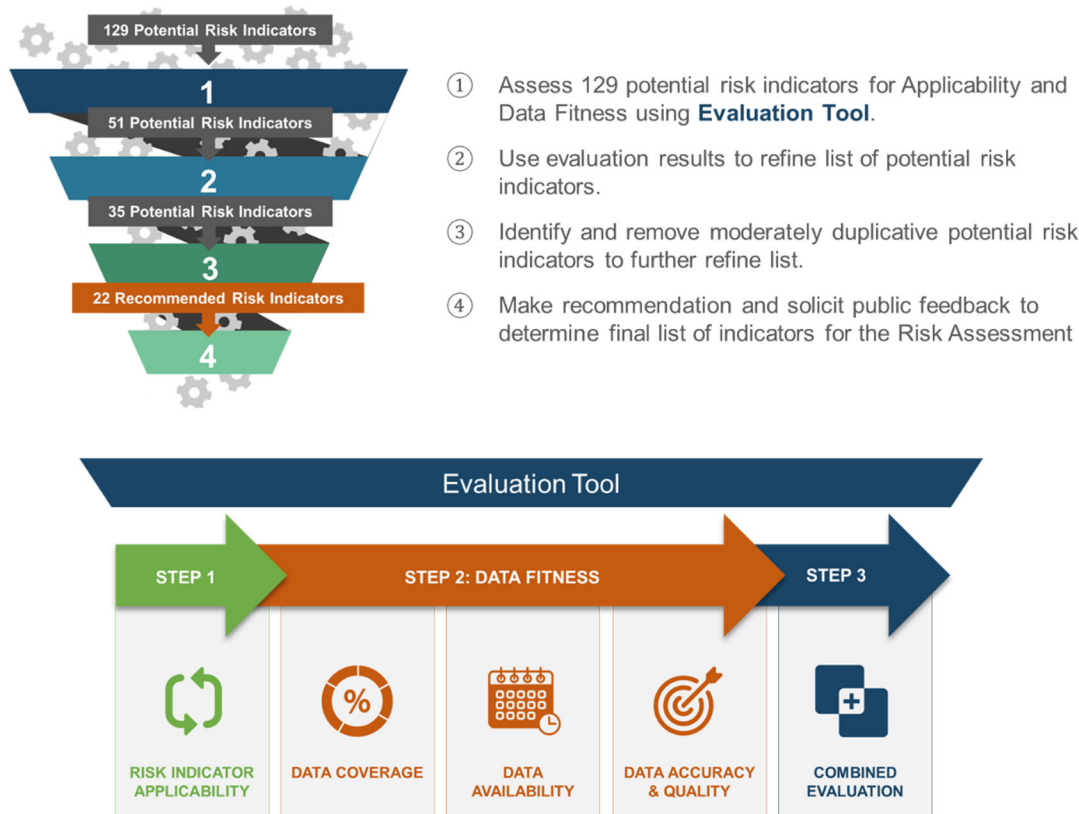 129 Potential Risk Indicators
1
51 Potential Risk Indicators
2
35 Potential Risk Indicators
3
22 Recommended Risk Indicators
4
① Assess 129 potential risk indicators for Applicability and
Data Fitness using Evaluation Tool.
② Use evaluation results to refine list of potential risk
indicators.
③ Identify and remove moderately duplicative potential risk
indicators to further refine list.
④ Make recommendation and solicit public feedback to
determine final list of indicators for the Risk Assessment
Evaluation Tool
STEP 1
STEP 2: DATA FITNESS
STEP 3
%
RISK INDICATOR
APPLICABILITY
DATA COVERAGE
DATA
AVAILABILITY
DATA ACCURACY
& QUALITY
COMBINED
EVALUATION